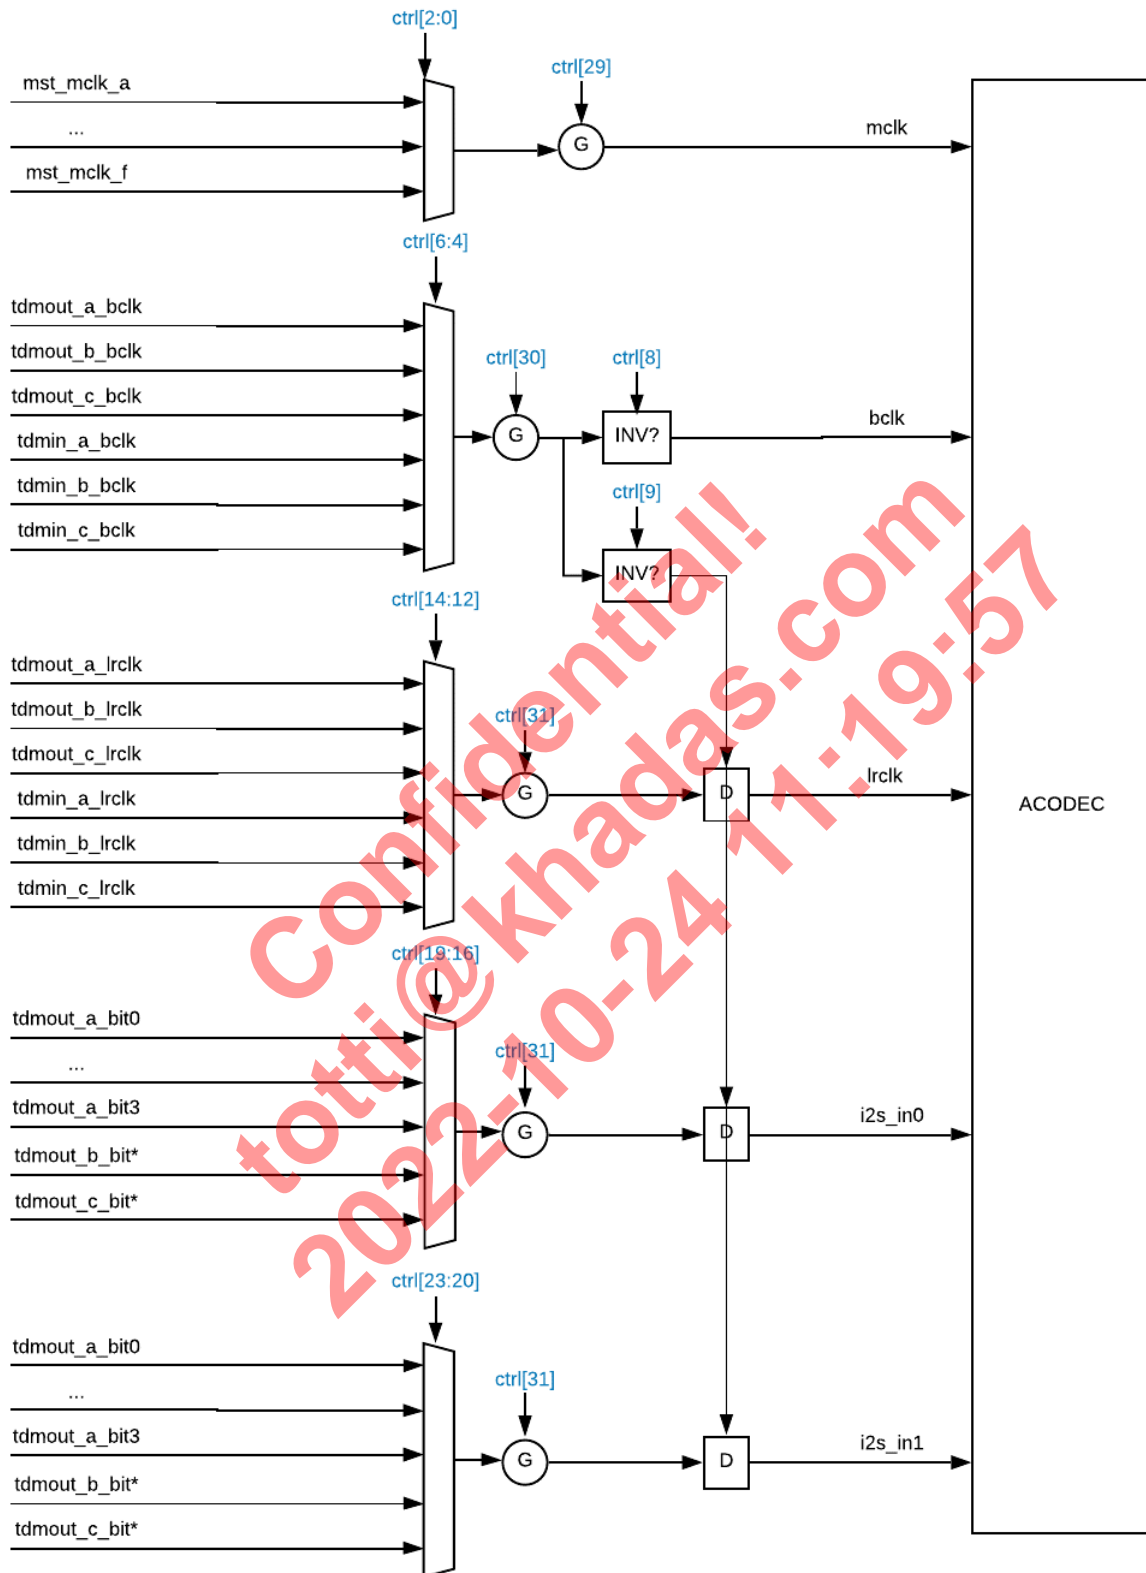 ctrl[2:0]
ctrl[29]
mst_mclk_a
...
mst_mclk_f
G
mclk
ctrl[6:4]
tdmout_a_bclk
tdmout_b_bclk
tdmout_c_bclk
tdmin_a_bclk
tdmin_b_bclk
tdmin_c_bclk
ctrl[30]
ctrl[8]
G
INV?
bclk
ctrl[9]
INV?
ctrl[14:12]
tdmout_a_lrclk
tdmout_b_lrclk
tdmout_c_lrclk
tdmin_a_lrclk
tdmin_b_lrclk
tdmin_c_lrclk
ctrl[31]
G
D
lrclk
ACODEC
ctrl[19:16]
tdmout_a_bit0
...
tdmout_a_bit3
tdmout_b_bit*
tdmout_c_bit*
ctrl[31]
G
D
i2s_in0
ctrl[23:20]
tdmout_a_bit0
...
tdmout_a_bit3
tdmout_b_bit*
tdmout_c_bit*
ctrl[31]
G
D
i2s_in1
Confidential!
totti@khadas.com
2022-10-24 11:19:57